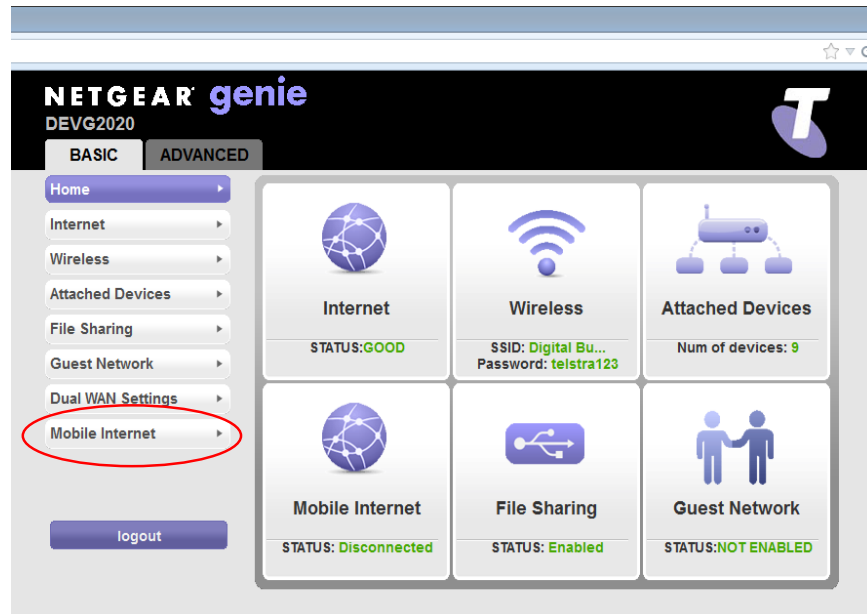 NETGEAR genie
DEVG2020
BASIC ADVANCED
Home
Internet
Wireless
Attached Devices
File Sharing
Guest Network
Dual WAN Settings
Mobile Internet
logout
Internet
STATUS:GOOD
Wireless
SSID: Digital Bu...
Password: telstra123
Attached Devices
Num of devices: 9
Mobile Internet
STATUS: Disconnected
File Sharing
STATUS: Enabled
Guest Network
STATUS:NOT ENABLED